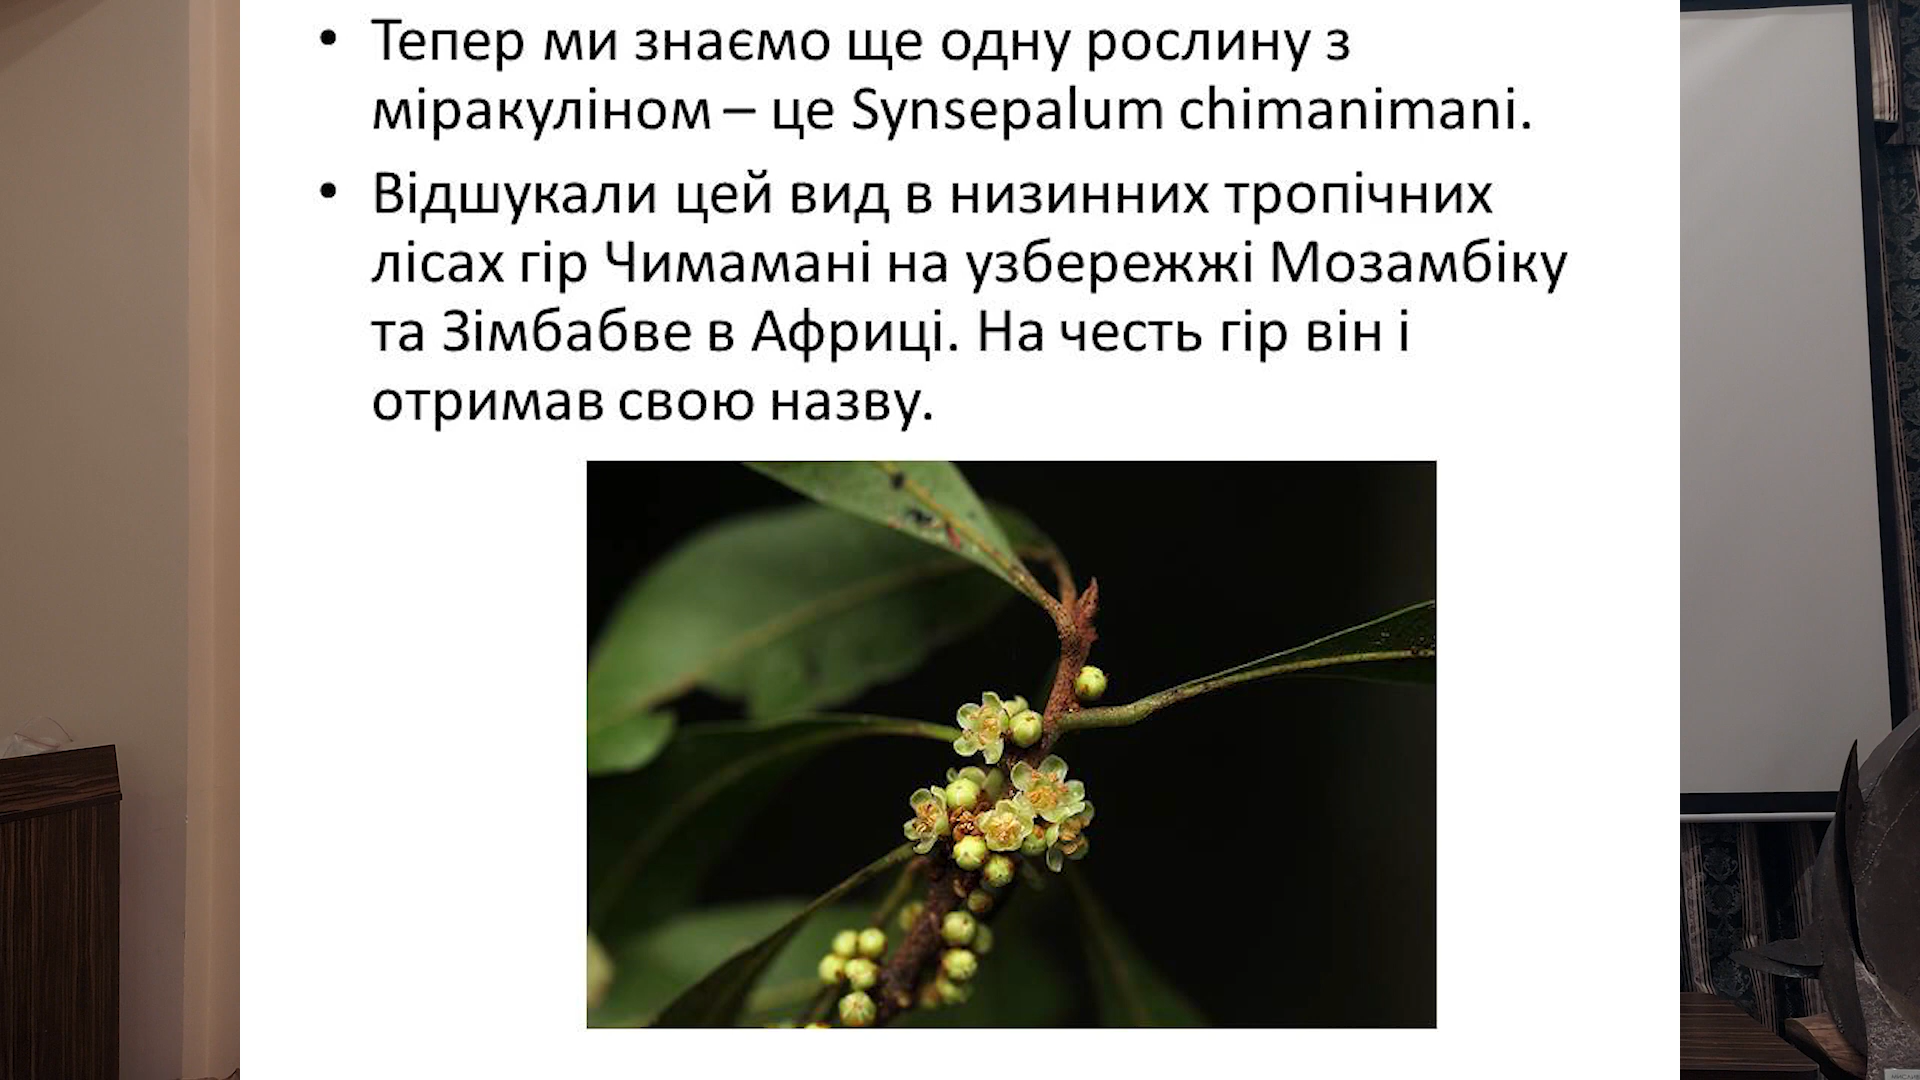 • Тепер ми знаємо ще одну рослину з
міракуліном – це Synsepalum chimanimani.
• Відшукали цей вид в низинних тропічних
лісах гір Чимамані на узбережжі Мозамбіку
та Зімбабве в Африці. На честь гір він і
отримав свою назву.